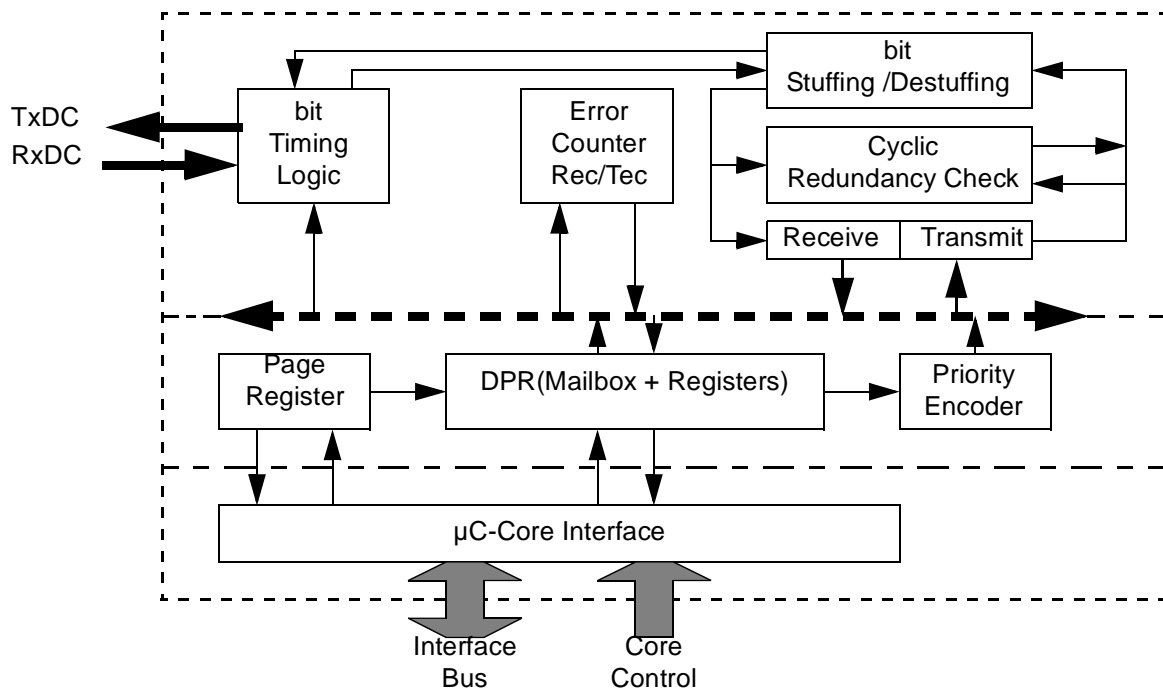 TxDC
RxDC
bit
Timing
Logic
Error
Counter
Rec/Tec
bit
Stuffing /Destuffing
Cyclic
Redundancy Check
Receive
Transmit
Page
Register
DPR(Mailbox + Registers)
Priority
Encoder
µC-Core Interface
Interface
Bus
Core
Control